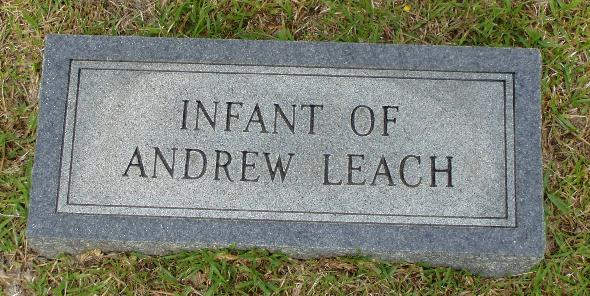 INFANT OF
ANDREW LEACH